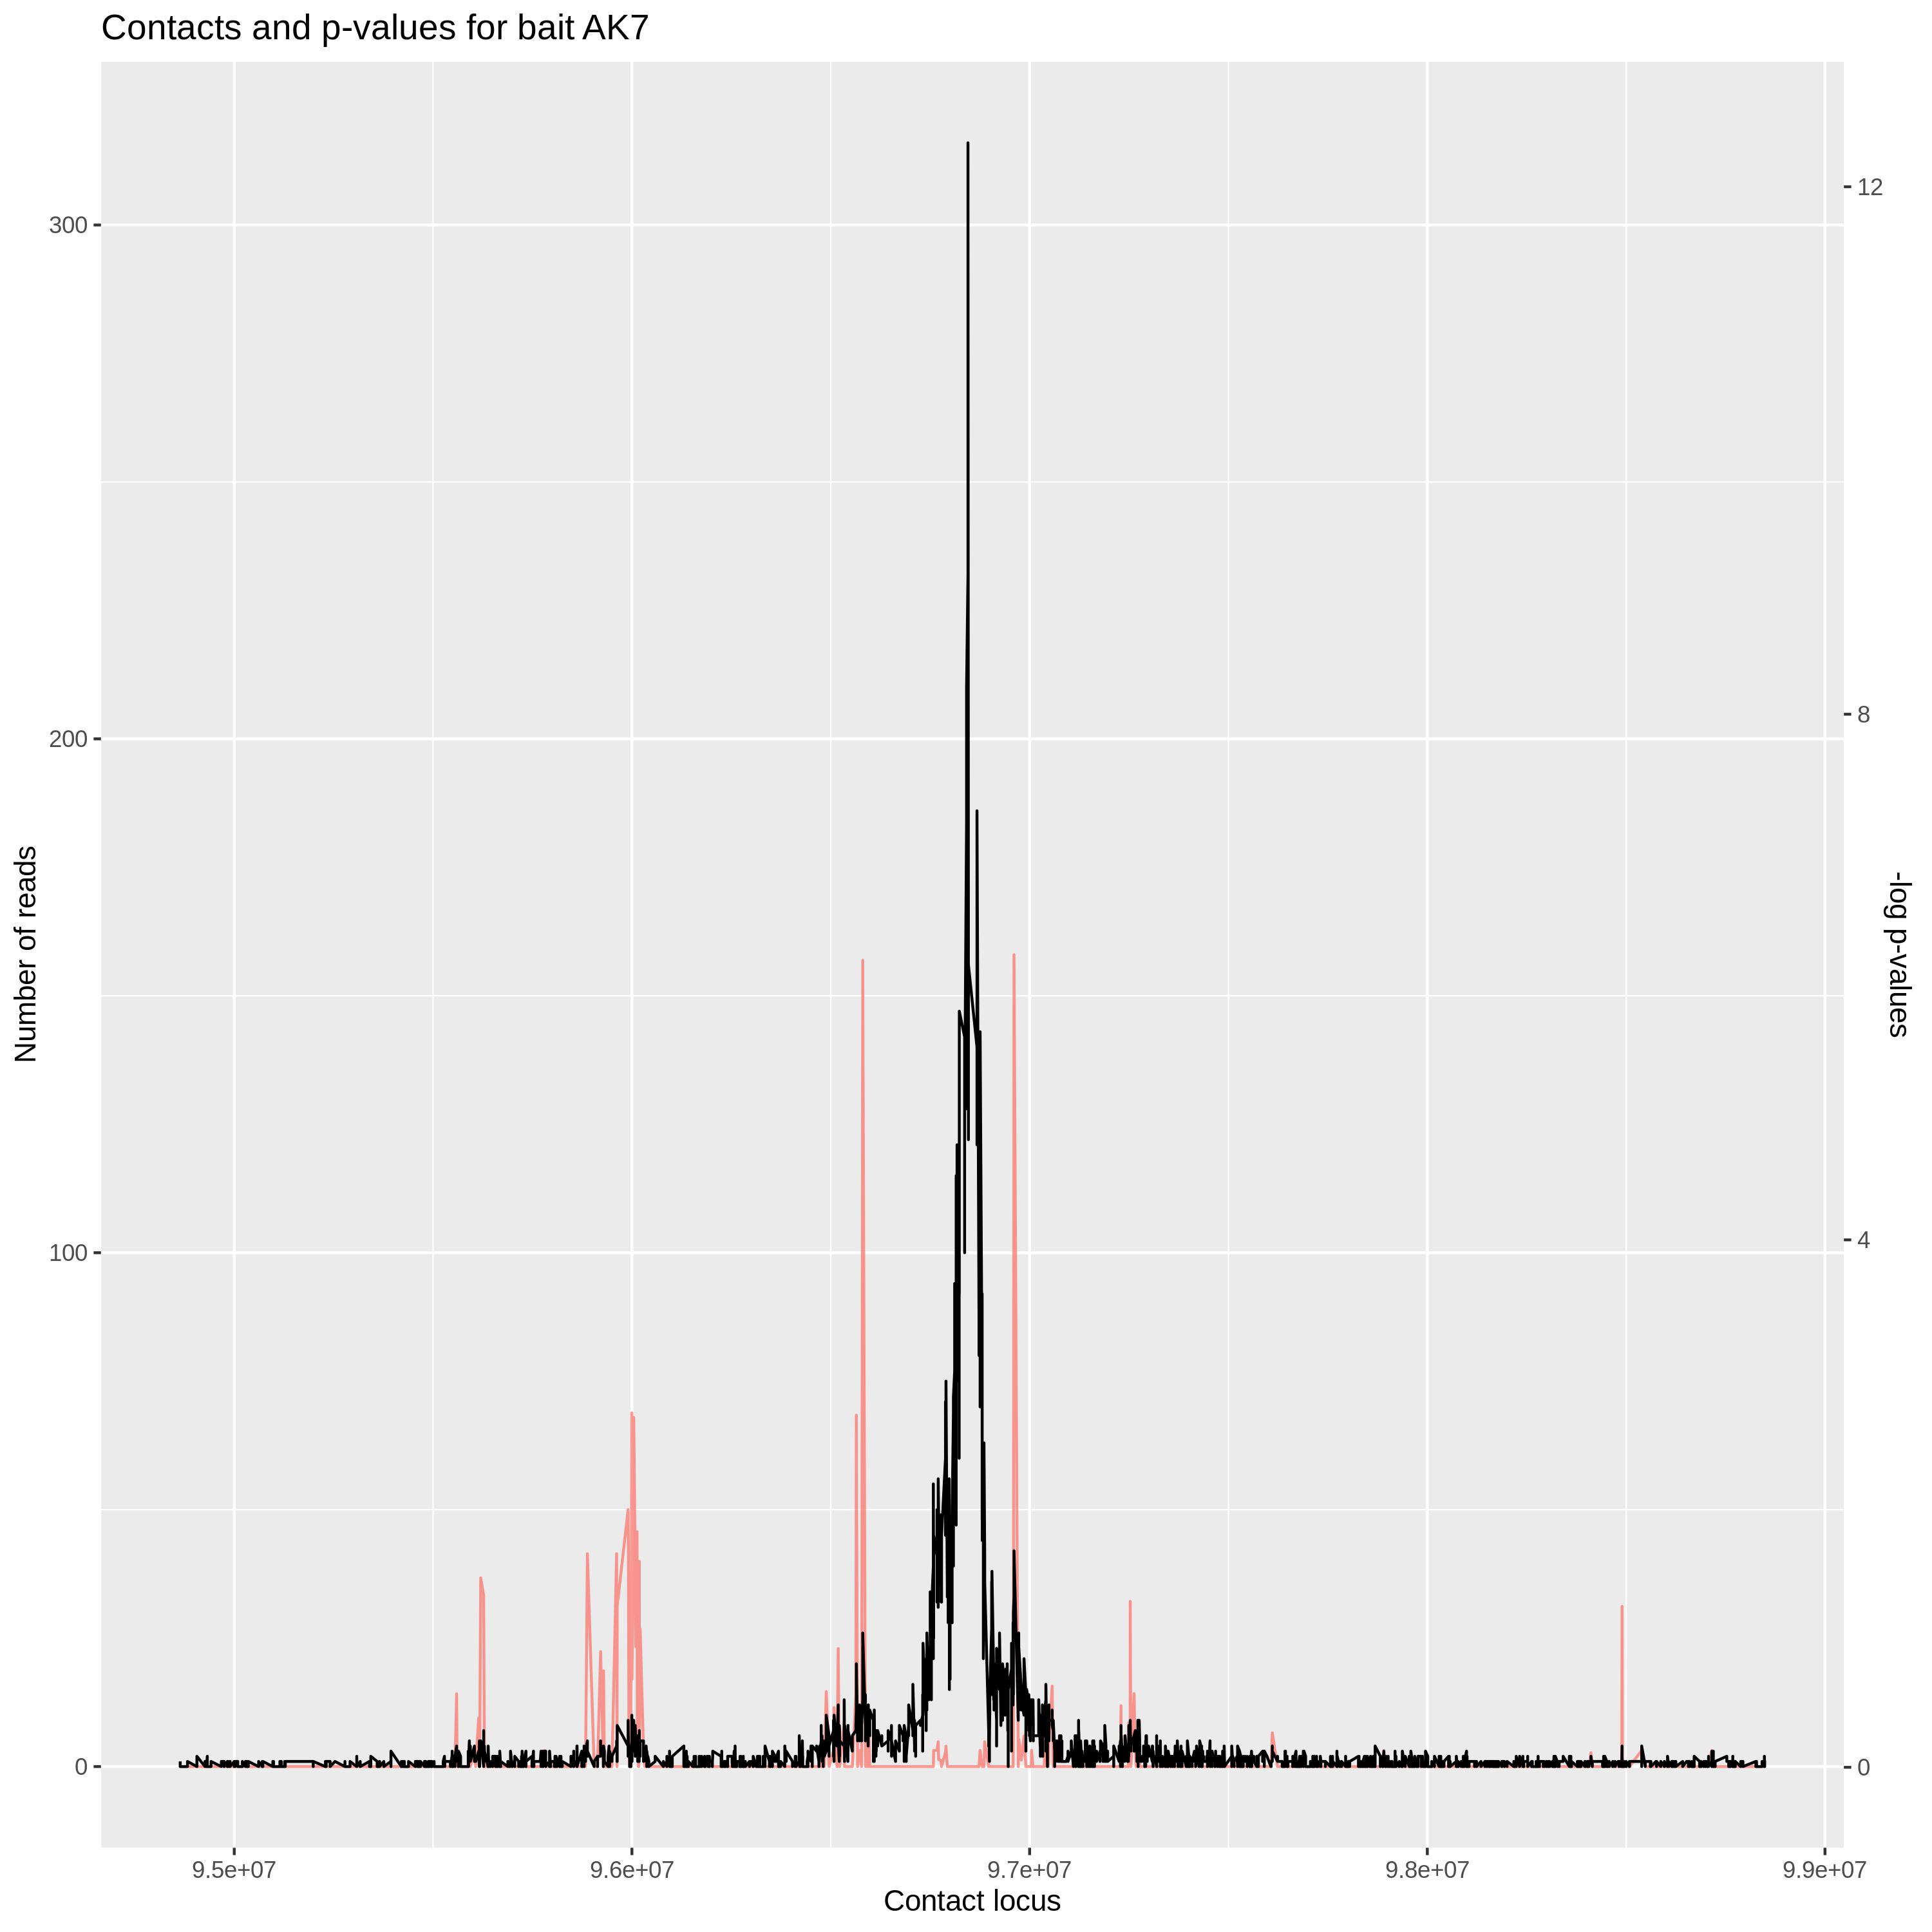 Contacts and p-values for bait AK7
300
200
100
0
12
8
4
0
Number of reads
-log p-values
9.5e+07 9.6e+07 9.7e+07 9.8e+07 9.9e+07
Contact locus